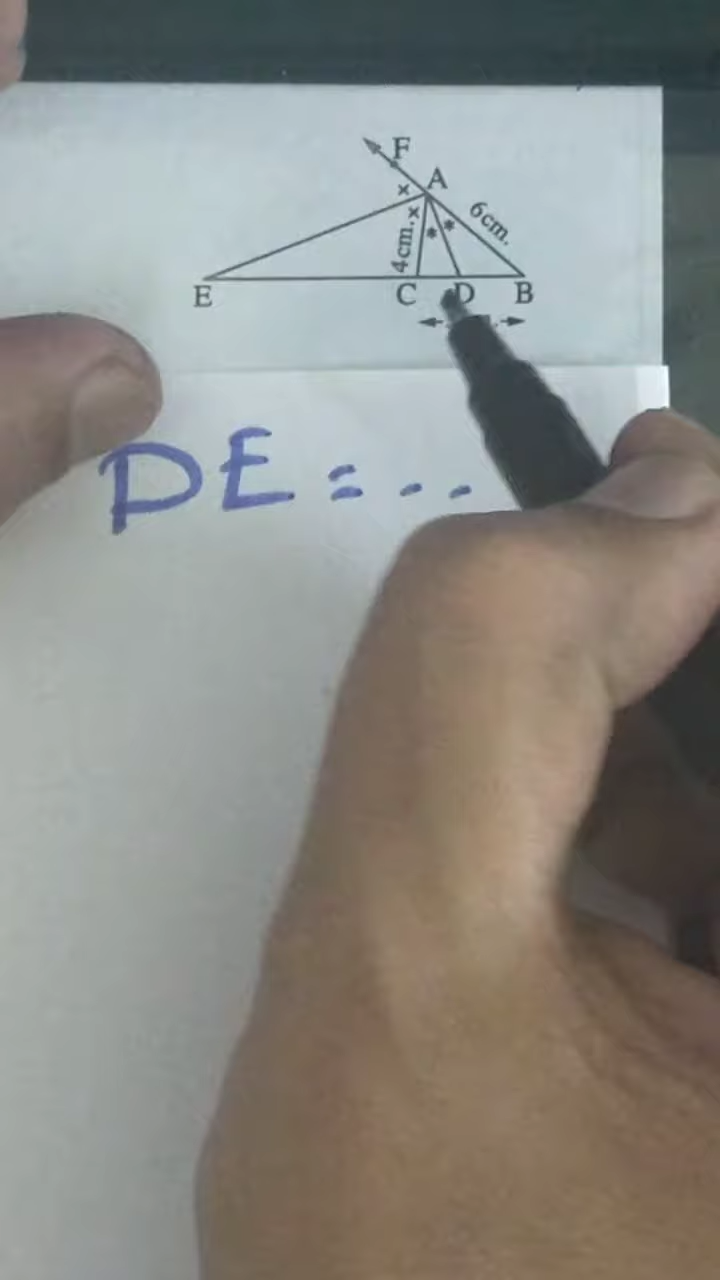 F
A
× × * *
4cm.
6cm.
E C D B
DE = ..